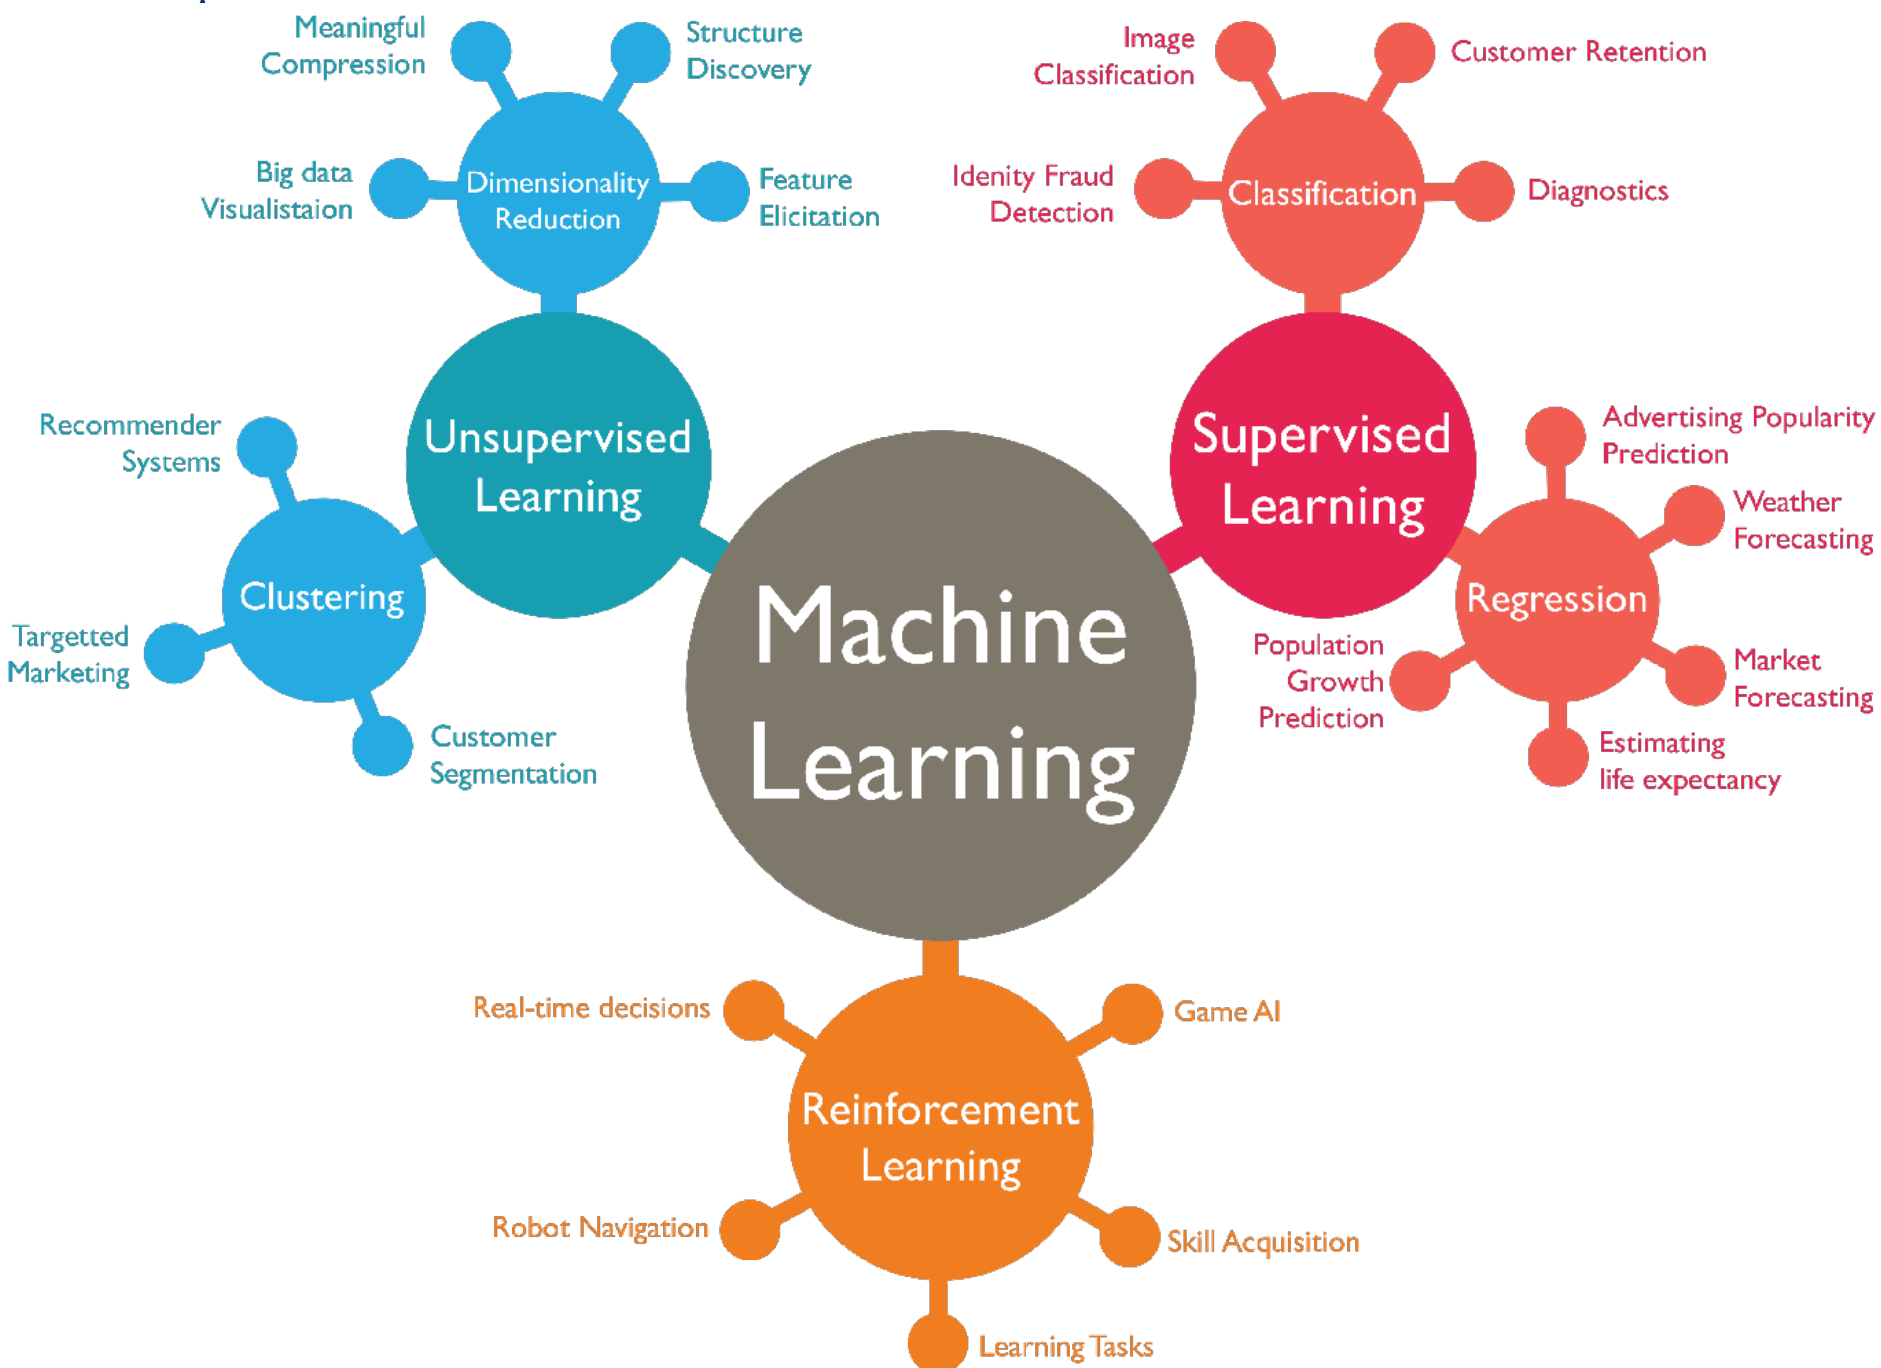 Meaningful
Compression
Structure
Discovery
Big data
Visualistaion
Dimensionality
Reduction
Feature
Elicitation
Image
Classification
Customer Retention
Idenity Fraud
Detection
Classification
Diagnostics
Recommender
Systems
Unsupervised
Learning
Clustering
Targetted
Marketing
Customer
Segmentation
Supervised
Learning
Advertising Popularity
Prediction
Weather
Forecasting
Regression
Population
Growth
Prediction
Market
Forecasting
Estimating
life expectancy
Machine
Learning
Real-time decisions
Game AI
Reinforcement
Learning
Robot Navigation
Skill Acquisition
Learning Tasks